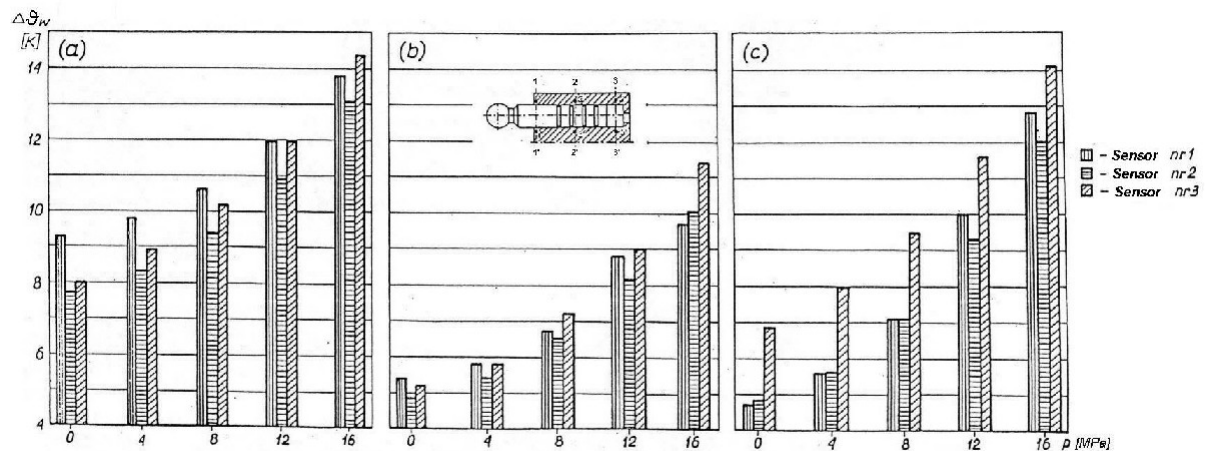 Δϑw
[K]
(a)
(b)
(c)
14
12
10
8
6
4
1 2 3
1' 2' 3'
▥ - Sensor nr1
▤ - Sensor nr2
▨ - Sensor nr3
0 4 8 12 16
0 4 8 12 16
0 4 8 12 16 p [MPa]